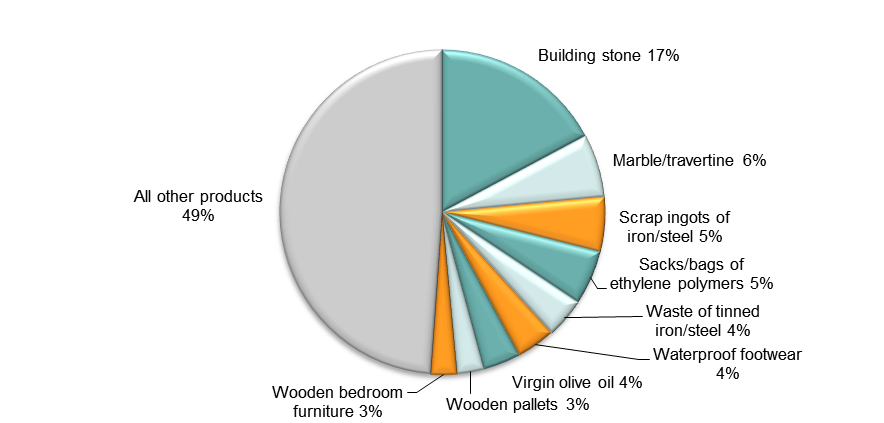 Building stone 17%
Marble/travertine 6%
Scrap ingots of
iron/steel 5%
Sacks/bags of
ethylene polymers 5%
Waste of tinned
iron/steel 4%
Waterproof footwear
4%
Virgin olive oil 4%
Wooden pallets 3%
Wooden bedroom
furniture 3%
All other products
49%